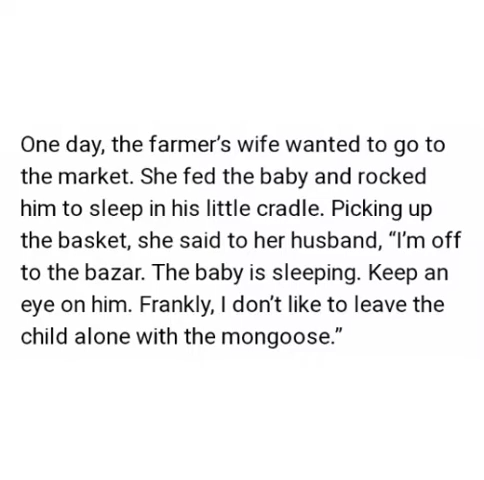 One day, the farmer’s wife wanted to go to
the market. She fed the baby and rocked
him to sleep in his little cradle. Picking up
the basket, she said to her husband, “I’m off
to the bazar. The baby is sleeping. Keep an
eye on him. Frankly, I don’t like to leave the
child alone with the mongoose.”